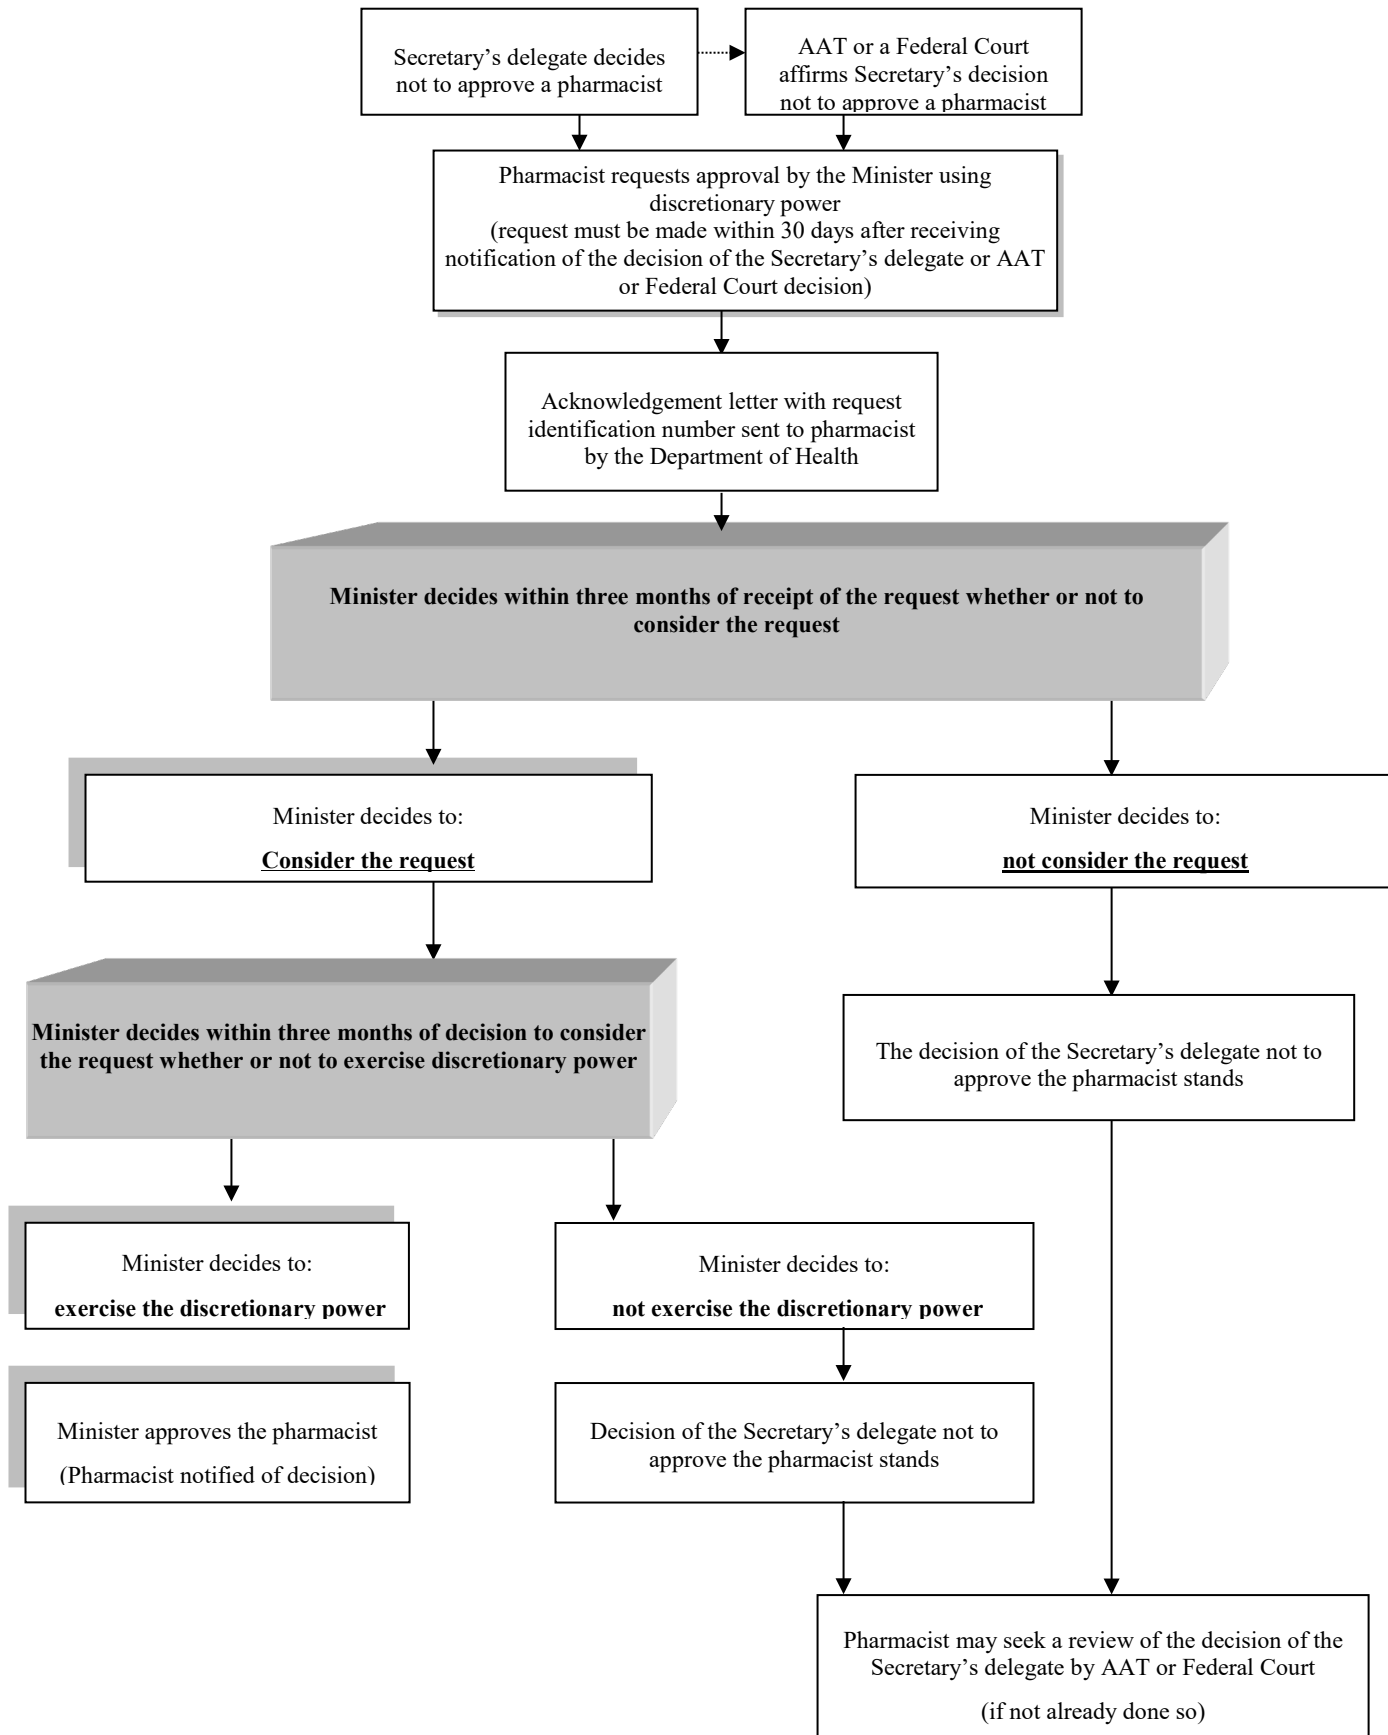 Secretary’s delegate decides
not to approve a pharmacist
AAT or a Federal Court
affirms Secretary’s decision
not to approve a pharmacist
Pharmacist requests approval by the Minister using
discretionary power
(request must be made within 30 days after receiving
notification of the decision of the Secretary’s delegate or AAT
or Federal Court decision)
Acknowledgement letter with request
identification number sent to pharmacist
by the Department of Health
Minister decides within three months of receipt of the request whether or not to
consider the request
Minister decides to:
Consider the request
Minister decides to:
not consider the request
Minister decides within three months of decision to consider
the request whether or not to exercise discretionary power
The decision of the Secretary’s delegate not to
approve the pharmacist stands
Minister decides to:
exercise the discretionary power
Minister decides to:
not exercise the discretionary power
Minister approves the pharmacist
(Pharmacist notified of decision)
Decision of the Secretary’s delegate not to
approve the pharmacist stands
Pharmacist may seek a review of the decision of the
Secretary’s delegate by AAT or Federal Court
(if not already done so)